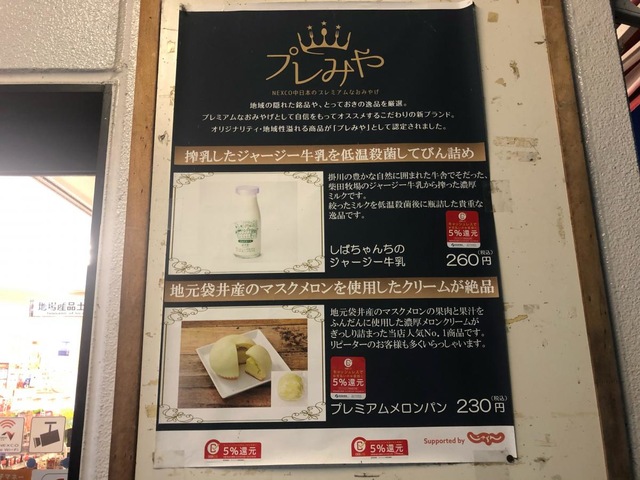 プレみや
NEXCO中日本のプレミアムなおみやげ
地域の隠れた銘品や、とっておきの逸品を厳選。
プレミアムなおみやげとして自信をもってオススメするこだわりの新ブランド。
オリジナリティ・地域性溢れる商品が「プレみや」として認定されました。
搾乳したジャージー牛乳を低温殺菌してびん詰め
掛川の豊かな自然に囲まれた牛舎でそだった、
柴田牧場のジャージー牛乳から搾った濃厚
ミルクです。
絞ったミルクを低温殺菌後に瓶詰した貴重な
逸品です。
5%還元
しばちゃんちの
ジャージー牛乳
260円
(税込)
地元袋井産のマスクメロンを使用したクリームが絶品
地元袋井産のマスクメロンの果肉と果汁を
ふんだんに使用した濃厚メロンクリームが
ぎっしり詰まった当店人気No,1商品です。
リピーターのお客様も多くいらっしゃいます。
5%還元
プレミアムメロンパン
230円
(税込)
5%還元
5%還元
Supported by
地場産品